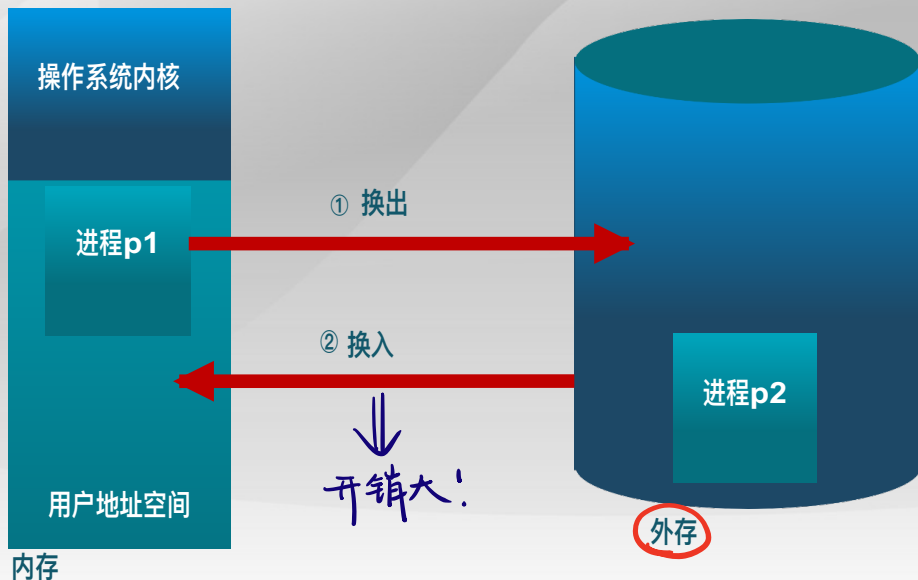 操作系统内核
进程p1
① 换出
② 换入
进程p2
开销大!
用户地址空间
外存
内存